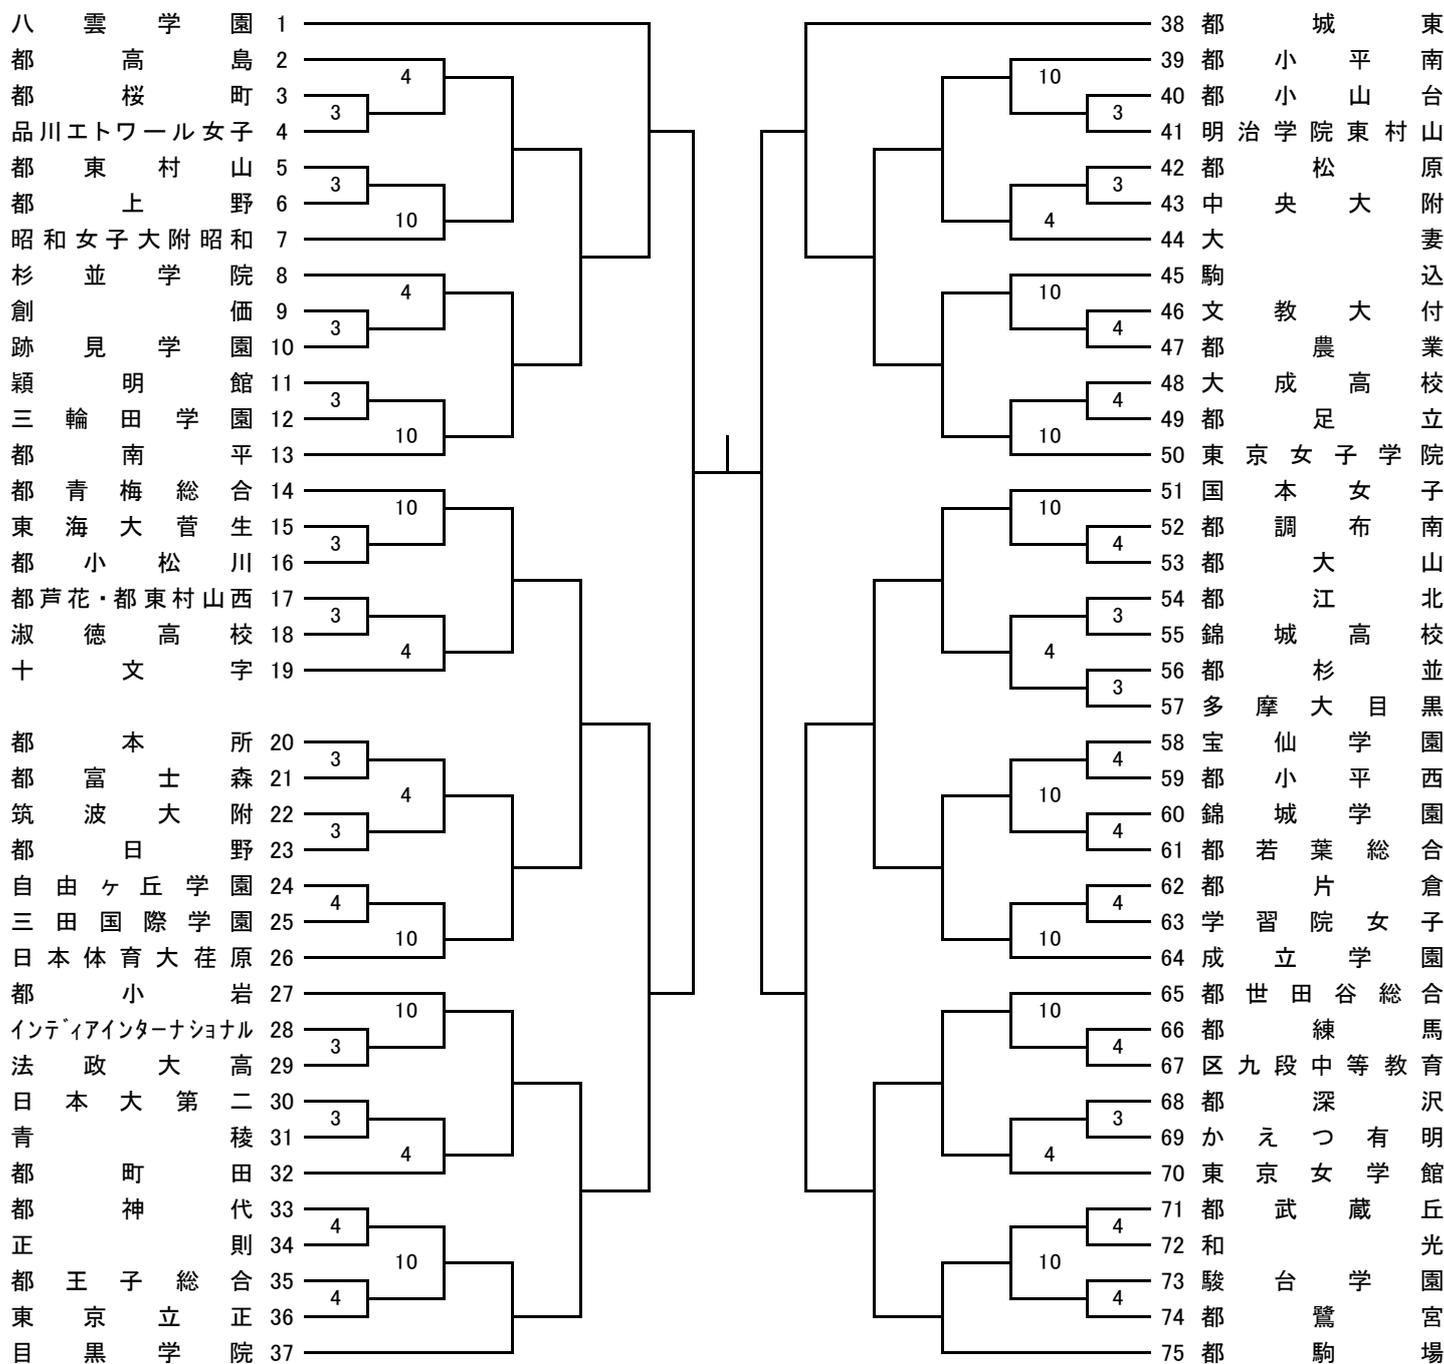 八雲学園 1
都高島 2
4
都桜町 3
3
品川エトワール女子 4
都東村山 5
3
都上野 6
10
昭和女子大附昭和 7
杉並学院 8
4
創価 9
3
跡見学園 10
穎明館 11
3
三輪田学園 12
10
都南平 13
都青梅総合 14
10
東海大菅生 15
3
都小松川 16
都芦花・都東村山西 17
3
淑徳高校 18
4
十文字 19
都本所 20
3
都富士森 21
4
筑波大附 22
3
都日野 23
自由ヶ丘学園 24
4
三田国際学園 25
10
日本体育大荏原 26
都小岩 27
10
インディアインターナショナル 28
3
法政大高 29
日本大第二 30
3
青稜 31
4
都町田 32
都神代 33
4
正則 34
10
都王子総合 35
4
東京立正 36
目黒学院 37
38 都城東
39 都小平南
10
40 都小山台
3
41 明治学院東村山
42 都松原
3
43 中央大附
4
44 大妻
45 駒込
10
46 文教大付
4
47 都農業
48 大成高校
4
49 都足立
10
50 東京女子学院
51 国本女子
10
52 都調布南
4
53 都大山
54 都江北
3
55 錦城高校
4
56 都杉並
3
57 多摩大目黒
58 宝仙学園
4
59 都小平西
10
60 錦城学園
4
61 都若葉総合
62 都片倉
4
63 学習院女子
10
64 成立学園
65 都世田谷総合
10
66 都練馬
4
67 区九段中等教育
68 都深沢
3
69 かえつ有明
4
70 東京女学館
71 都武蔵丘
4
72 和光
10
73 駿台学園
4
74 都鷺宮
75 都駒場